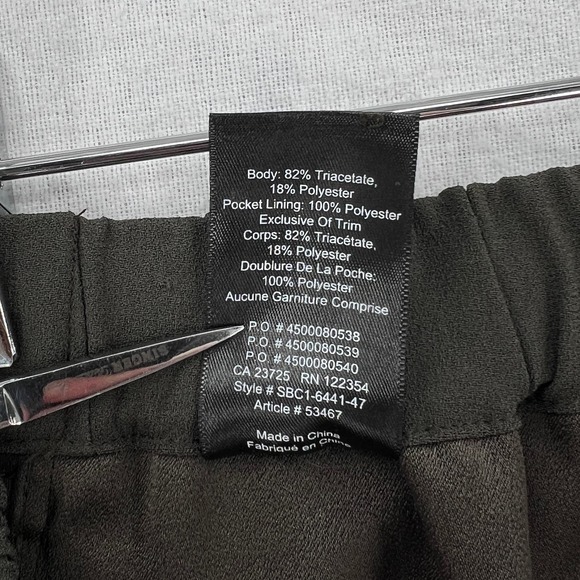 Body: 82% Triacetate,
18% Polyester
Pocket Lining: 100% Polyester
Exclusive Of Trim
Corps: 82% Triacétate,
18% Polyester
Doublure De La Poche:
100% Polyester
Aucune Garniture Comprise
P.O. # 4500080538
P.O. # 4500080539
P.O. # 4500080540
CA 23725 RN 122354
Style # SBC1-6441-47
Article # 53467
Made in China
Fabriqué en Chine
SINGER